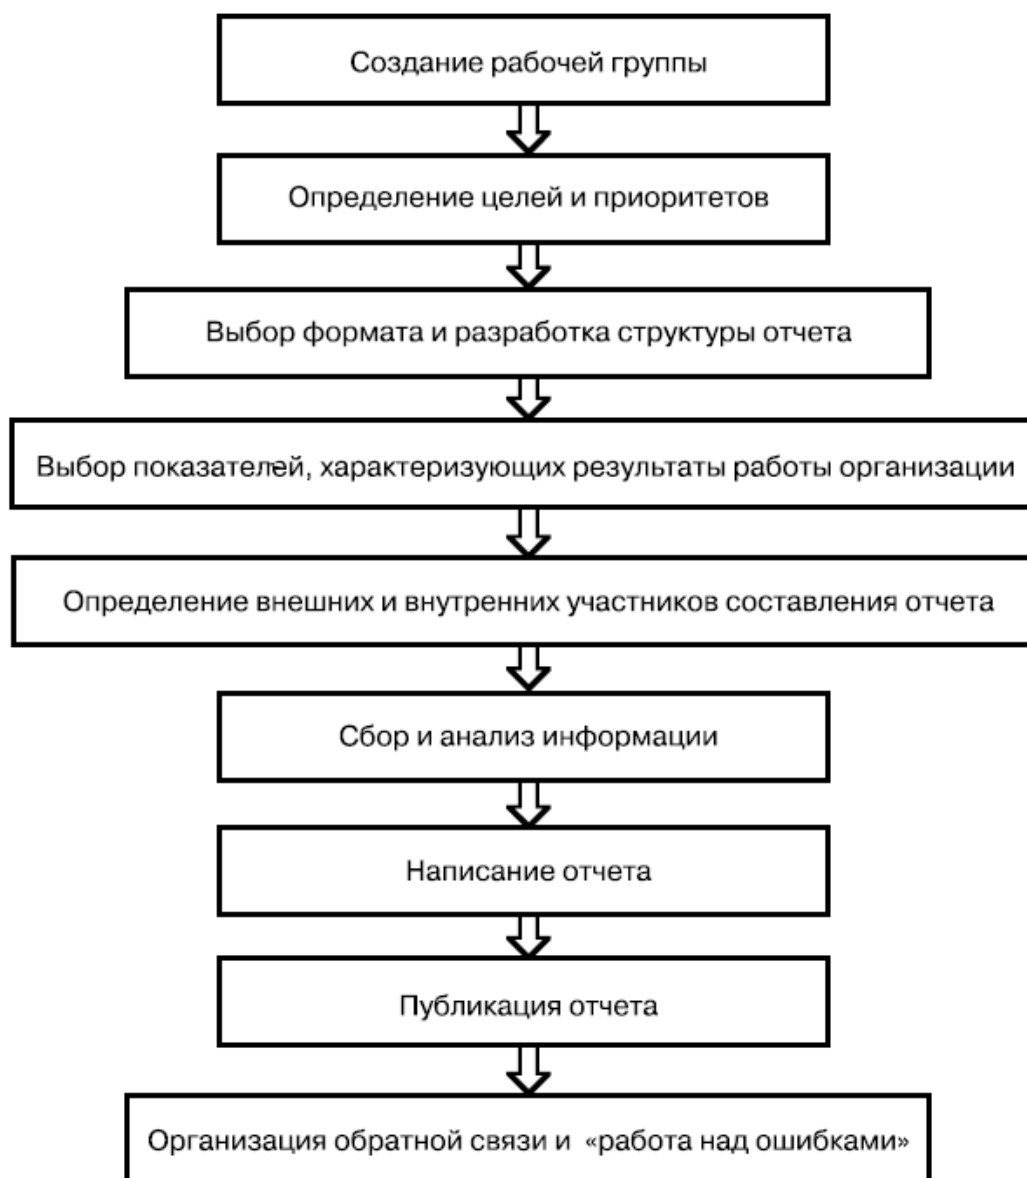 Создание рабочей группы
Определение целей и приоритетов
Выбор формата и разработка структуры отчета
Выбор показателей, характеризующих результаты работы организации
Определение внешних и внутренних участников составления отчета
Сбор и анализ информации
Написание отчета
Публикация отчета
Организация обратной связи и «работа над ошибками»